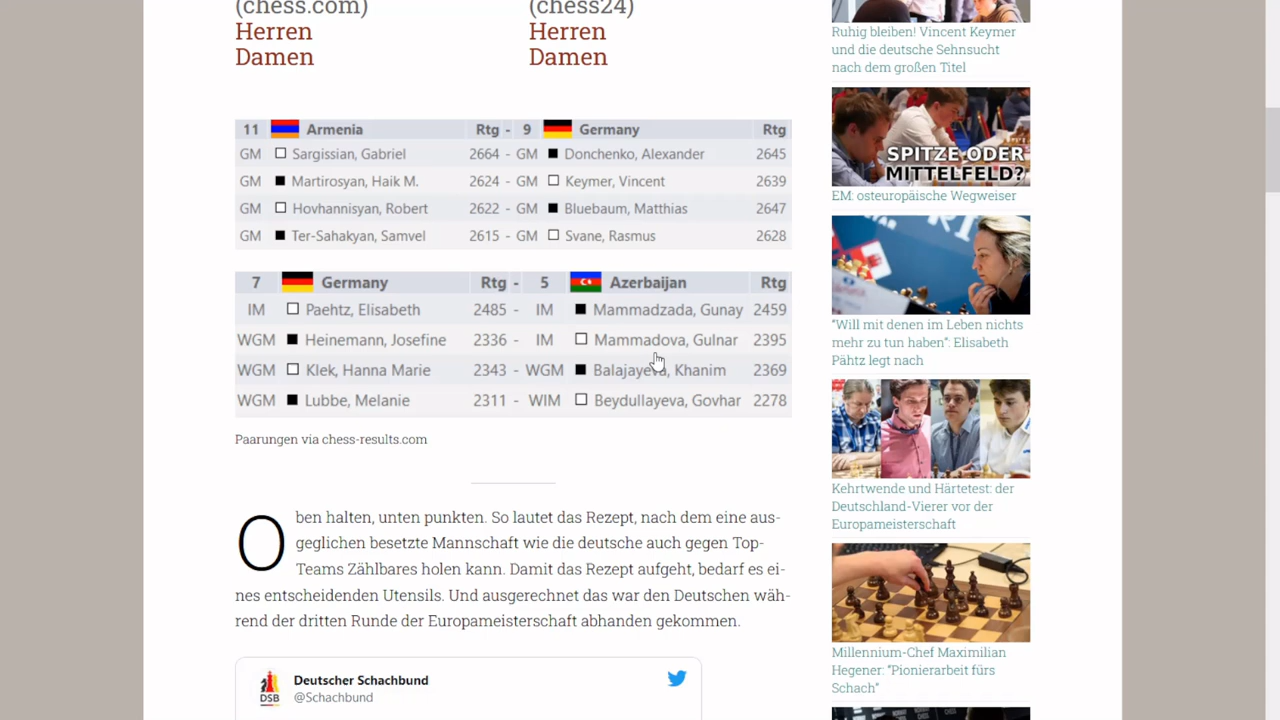 (chess.com)
Herren
Damen
(chess24)
Herren
Damen
11 Armenia Rtg - 9 Germany Rtg
GM Sargissian, Gabriel 2664 - GM Donchenko, Alexander 2645
GM Martirosyan, Haik M. 2624 - GM Keymer, Vincent 2639
GM Hovhannisyan, Robert 2622 - GM Bluebaum, Matthias 2647
GM Ter-Sahakyan, Samvel 2615 - GM Svane, Rasmus 2628
7 Germany Rtg - 5 Azerbaijan Rtg
IM Paehtz, Elisabeth 2485 - IM Mammadzada, Gunay 2459
WGM Heinemann, Josefine 2336 - IM Mammadova, Gulnar 2395
WGM Klek, Hanna Marie 2343 - WGM Balajayeva, Khanim 2369
WGM Lubbe, Melanie 2311 - WIM Beydullayeva, Govhar 2278
Paarungen via chess-results.com
Oben halten, unten punkten. So lautet das Rezept, nach dem eine aus-
geglichen besetzte Mannschaft wie die deutsche auch gegen Top-
Teams Zählbares holen kann. Damit das Rezept aufgeht, bedarf es ei-
nes entscheidenden Utensils. Und ausgerechnet das war den Deutschen wäh-
rend der dritten Runde der Europameisterschaft abhanden gekommen.
Deutscher Schachbund
@Schachbund
DSB
Ruhig bleiben! Vincent Keymer
und die deutsche Sehnsucht
nach dem großen Titel
SPITZE ODER
MITTELFELD?
EM: osteuropäische Wegweiser
“Will mit denen im Leben nichts
mehr zu tun haben”: Elisabeth
Pähtz legt nach
Kehrtwende und Härtetest: der
Deutschland-Vierer vor der
Europameisterschaft
Millennium-Chef Maximilian
Hegener: “Pionierarbeit fürs
Schach”